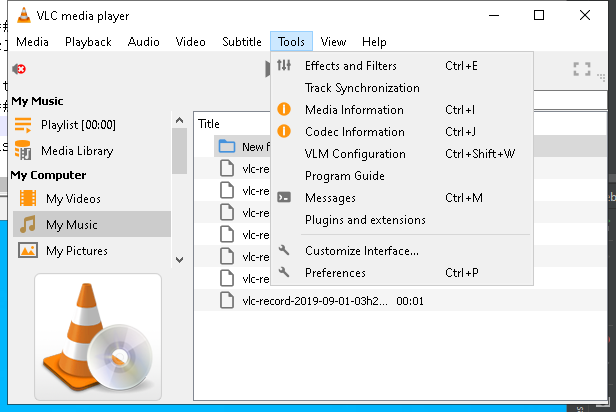 VLC media player
Media Playback Audio Video Subtitle Tools View Help
Effects and Filters Ctrl+E
Track Synchronization
Media Information Ctrl+I
Codec Information Ctrl+J
VLM Configuration Ctrl+Shift+W
Program Guide
Messages Ctrl+M
Plugins and extensions
Customize Interface...
Preferences Ctrl+P
My Music
Playlist [00:00]
Media Library
My Computer
My Videos
My Music
My Pictures
Title
New f
vlc-re
vlc-re
vlc-re
vlc-re
vlc-re
vlc-re
vlc-record-2019-09-01-03h2... 00:01